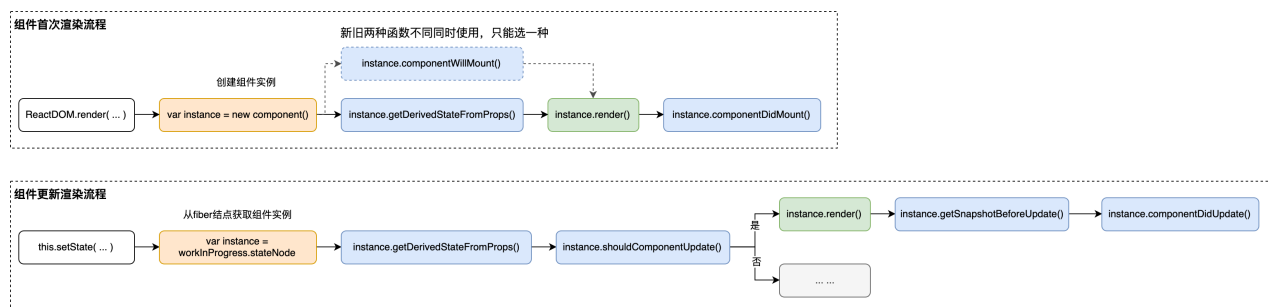 组件首次渲染流程
新旧两种函数不同同时使用，只能选一种
instance.componentWillMount()
创建组件实例
ReactDOM.render( ... )
var instance = new component()
instance.getDerivedStateFromProps()
instance.render()
instance.componentDidMount()
组件更新渲染流程
从fiber结点获取组件实例
this.setState( ... )
var instance =
workInProgress.stateNode
instance.getDerivedStateFromProps()
instance.shouldComponentUpdate()
是
instance.render()
instance.getSnapshotBeforeUpdate()
instance.componentDidUpdate()
否
... ...